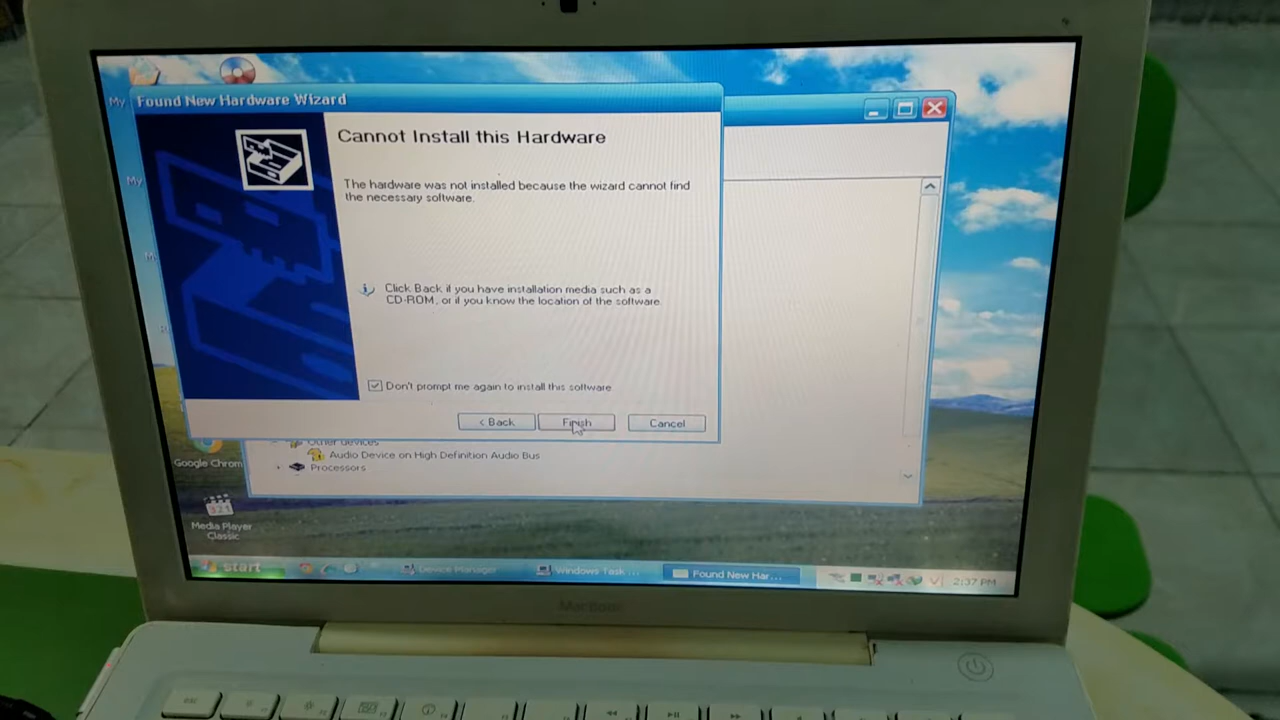 My
Found New Hardware Wizard
Cannot Install this Hardware
The hardware was not installed because the wizard cannot find
the necessary software.
My
Click Back if you have installation media such as a
CD-ROM, or if you know the location of the software.
Don't prompt me again to install this software.
< Back
Finish
Cancel
Other devices
Audio Device on High Definition Audio Bus
Processors
Google Chrom
321
Media Player
Classic
start
Device Manager
Windows Task ...
Found New Har...
2:37 PM
MacBook
esc